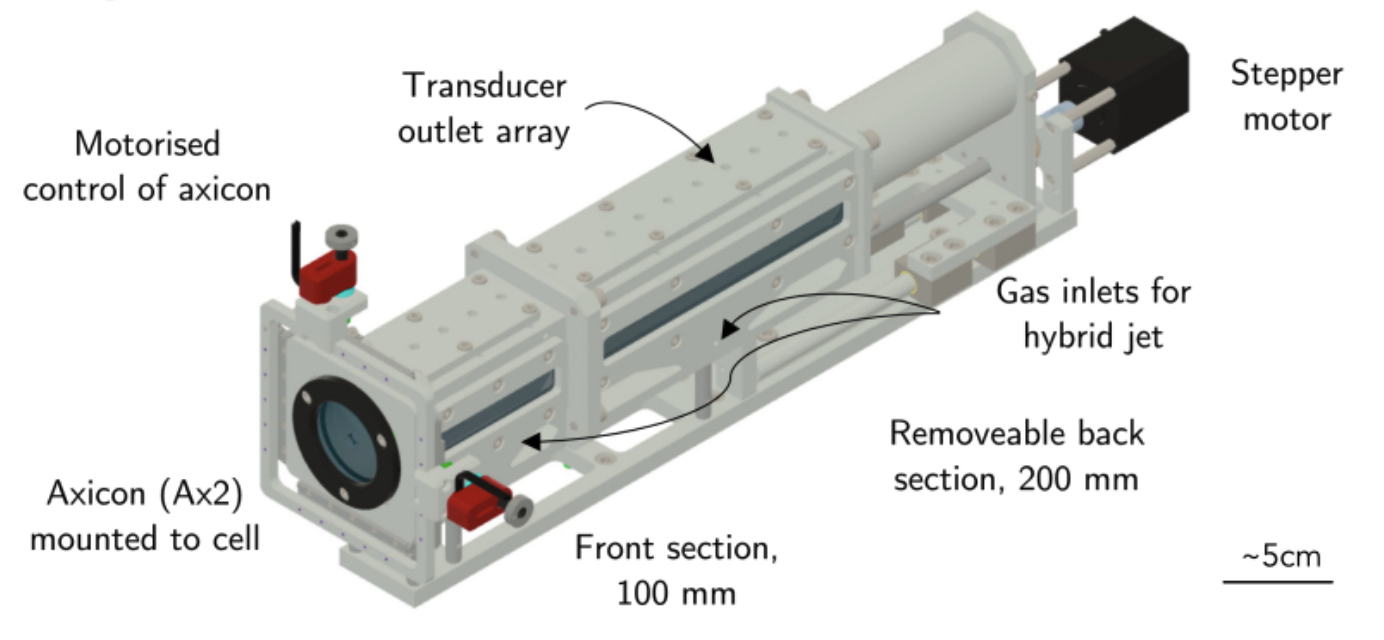 Transducer
outlet array
Stepper
motor
Motorised
control of axicon
Gas inlets for
hybrid jet
Removeable back
section, 200 mm
Axicon (Ax2)
mounted to cell
Front section,
100 mm
~5cm